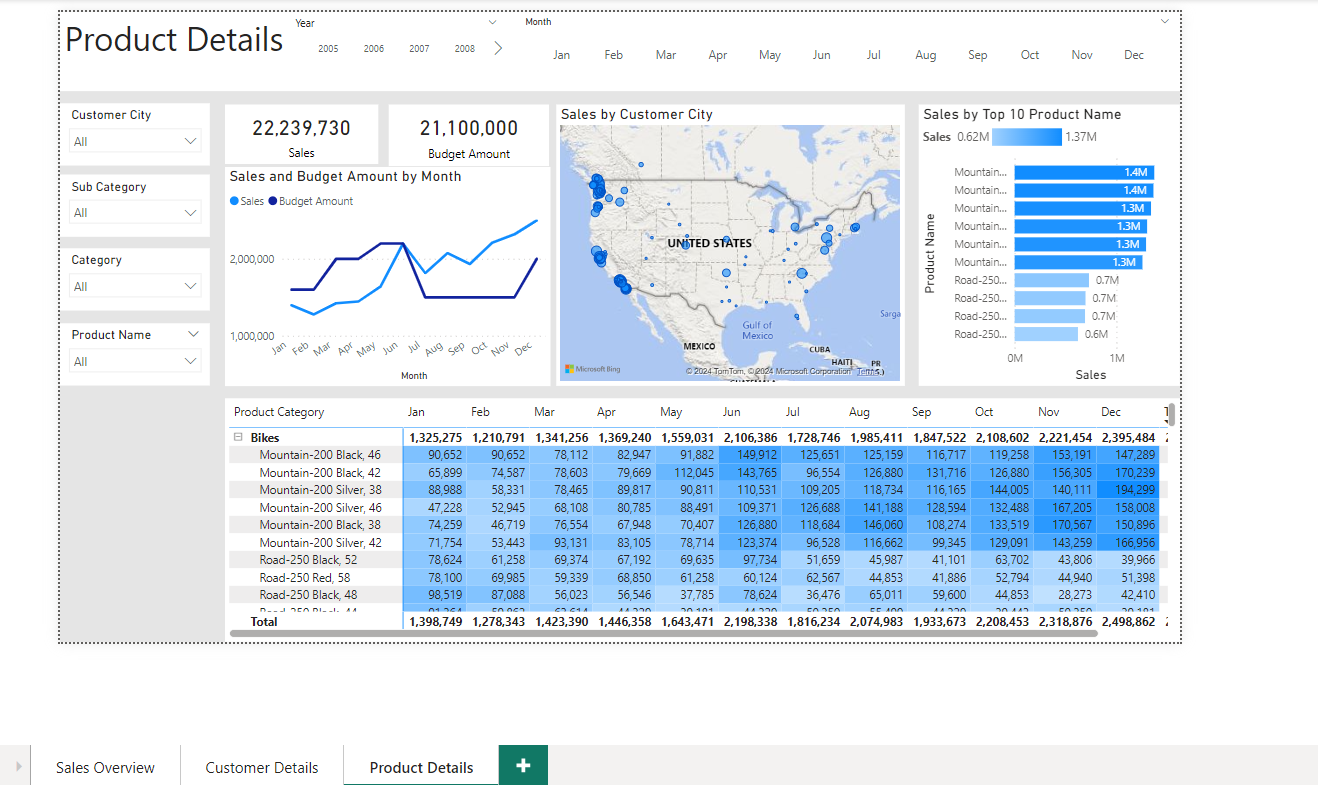 Product Details
Year
2005 2006 2007 2008
Month
Jan Feb Mar Apr May Jun Jul Aug Sep Oct Nov Dec
Customer City
All
Sub Category
All
Category
All
Product Name
All
22,239,730
Sales
21,100,000
Budget Amount
Sales and Budget Amount by Month
Sales Budget Amount
2,000,000
1,000,000
Jan Feb Mar Apr May Jun Jul Aug Sep Oct Nov Dec
Month
Sales by Customer City
UNITED STATES
Gulf of
Mexico
MEXICO
CUBA
HAITI
PR
Sarga
Microsoft Bing
© 2024 TomTom, © 2024 Microsoft Corporation Terms
Sales by Top 10 Product Name
Sales 0.62M 1.37M
Product Name
Mountain... 1.4M
Mountain... 1.4M
Mountain... 1.3M
Mountain... 1.3M
Mountain... 1.3M
Mountain... 1.3M
Road-250... 0.7M
Road-250... 0.7M
Road-250... 0.7M
Road-250... 0.6M
0M 1M
Sales
Product Category Jan Feb Mar Apr May Jun Jul Aug Sep Oct Nov Dec
Bikes 1,325,275 1,210,791 1,341,256 1,369,240 1,559,031 2,106,386 1,728,746 1,985,411 1,847,522 2,108,602 2,221,454 2,395,484
Mountain-200 Black, 46 90,652 90,652 78,112 82,947 91,882 149,912 125,651 125,159 116,717 119,258 153,191 147,289
Mountain-200 Black, 42 65,899 74,587 78,603 79,669 112,045 143,765 96,554 126,880 131,716 126,880 156,305 170,239
Mountain-200 Silver, 38 88,988 58,331 78,465 89,817 90,811 110,531 109,205 118,734 116,165 144,005 140,111 194,299
Mountain-200 Silver, 46 47,228 52,945 68,108 80,785 88,491 109,371 126,688 141,188 128,594 132,488 167,205 158,008
Mountain-200 Black, 38 74,259 46,719 76,554 67,948 70,407 126,880 118,684 146,060 108,274 133,519 170,567 150,896
Mountain-200 Silver, 42 71,754 53,443 93,131 83,105 78,714 123,374 96,528 116,662 99,345 129,091 143,259 166,956
Road-250 Black, 52 78,624 61,258 69,374 67,192 69,635 97,734 51,659 45,987 41,101 63,702 43,806 39,966
Road-250 Red, 58 78,100 69,985 59,339 68,850 61,258 60,124 62,567 44,853 41,886 52,794 44,940 51,398
Road-250 Black, 48 98,519 87,088 56,023 56,546 37,785 78,624 36,476 65,011 59,600 44,853 28,273 42,410
Total 1,398,749 1,278,343 1,423,390 1,446,358 1,643,471 2,198,338 1,816,234 2,074,983 1,933,673 2,208,453 2,318,876 2,498,862
Sales Overview Customer Details Product Details